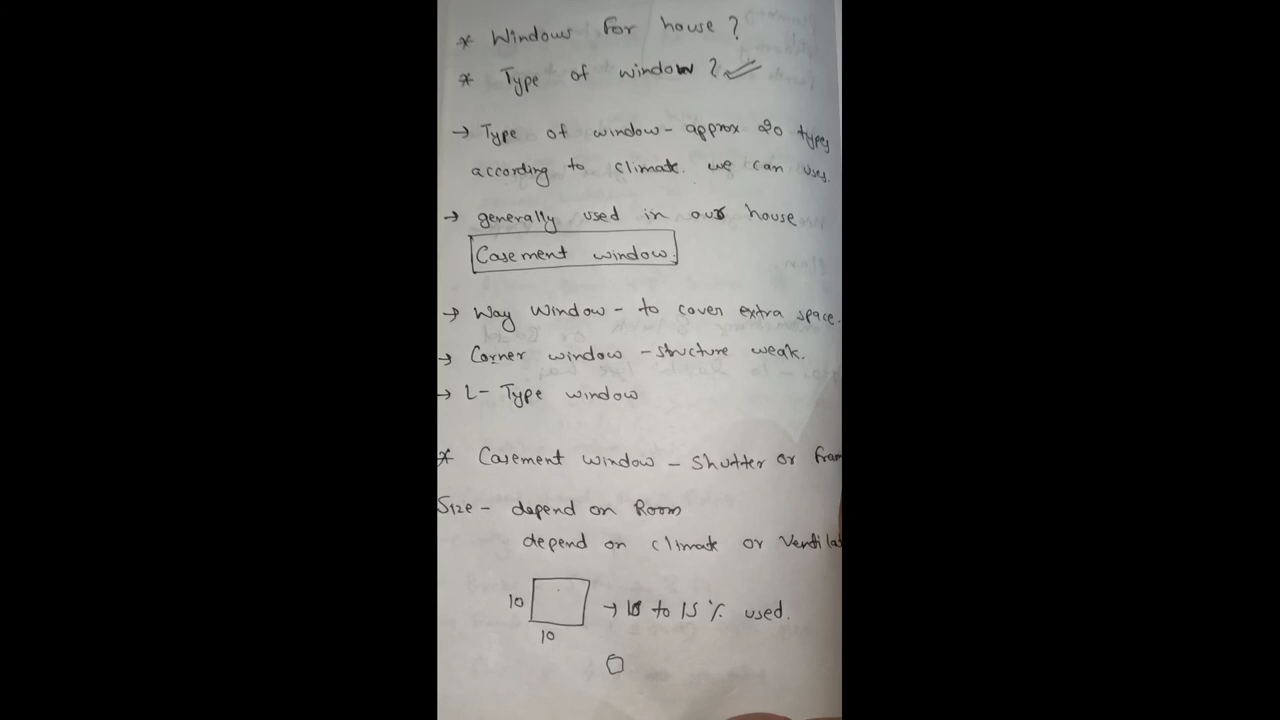 * Windows for house ?
* Type of window ?
→ Type of window - approx 20 types
according to climate. we can uses.
→ generally used in our house
Casement window.
→ Way Window - to cover extra space.
→ Corner window - structure weak.
→ L - Type window
* Casement window - Shutter or Fram
Size - depend on Room
depend on climate or Ventila
10
→ 10 to 15 % used.
10